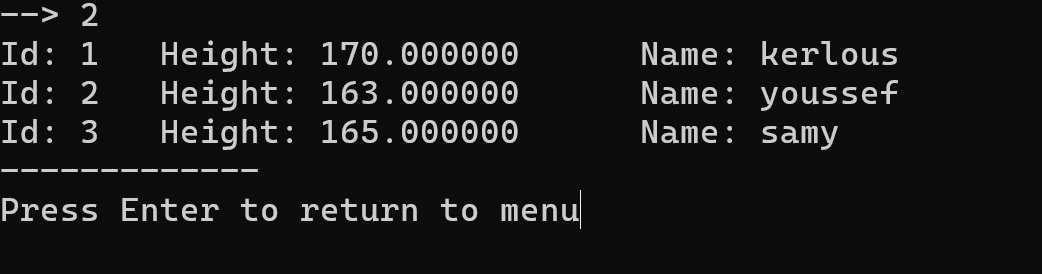 --> 2
Id: 1   Height: 170.000000      Name: kerlous
Id: 2   Height: 163.000000      Name: youssef
Id: 3   Height: 165.000000      Name: samy
-------------
Press Enter to return to menu